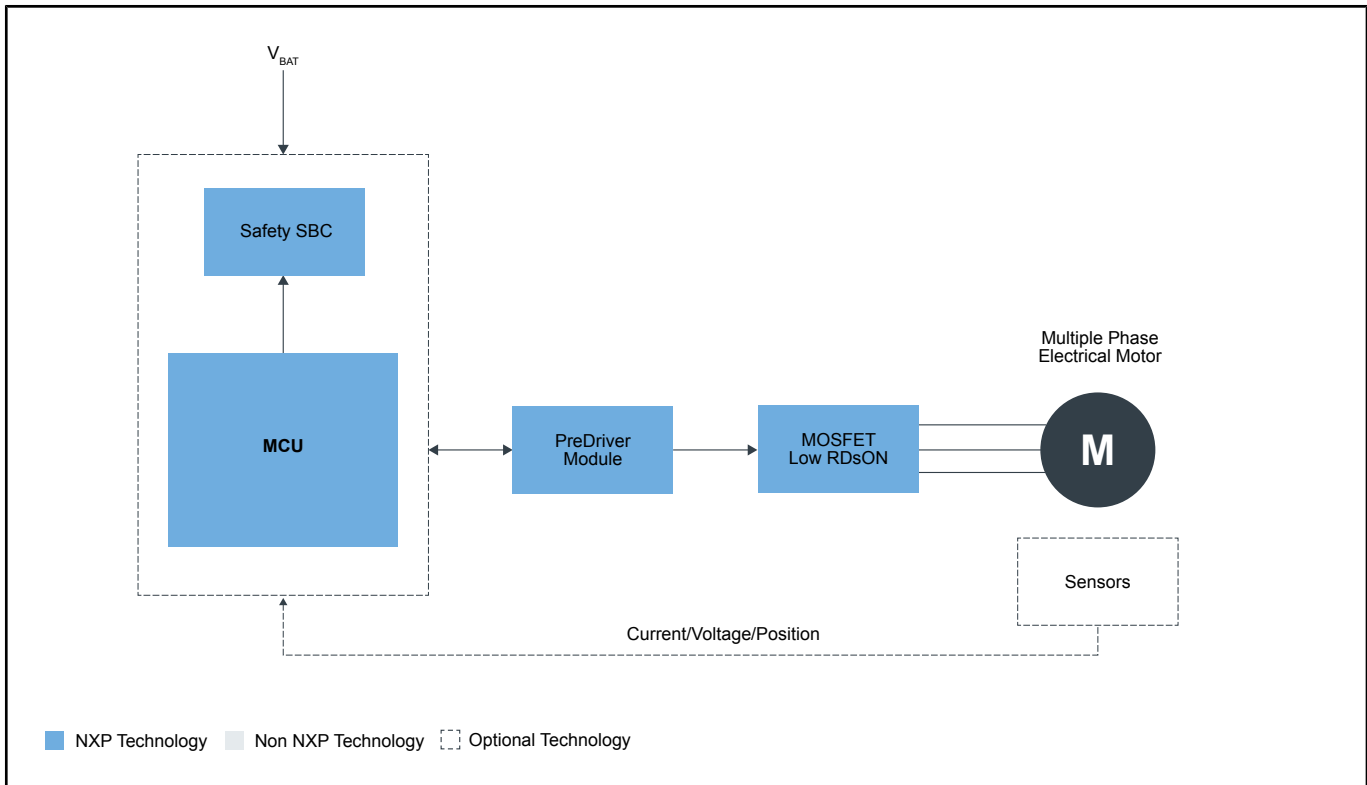 VBAT
Safety SBC
MCU
PreDriver
Module
MOSFET
Low RDsON
Multiple Phase
Electrical Motor
M
Sensors
Current/Voltage/Position
NXP Technology
Non NXP Technology
Optional Technology